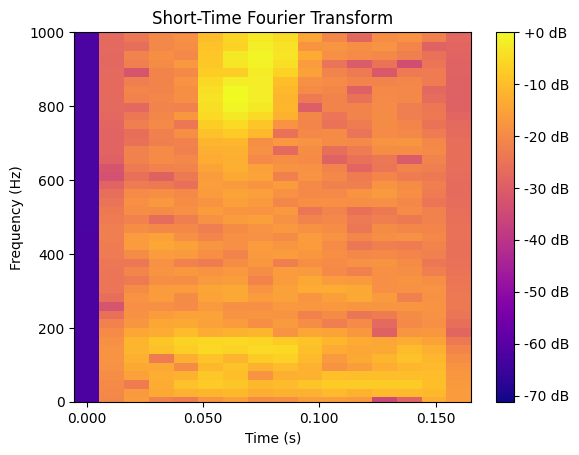 Short-Time Fourier Transform
1000
800
600
400
200
0
Frequency (Hz)
0.000
0.050
0.100
0.150
Time (s)
+0 dB
-10 dB
-20 dB
-30 dB
-40 dB
-50 dB
-60 dB
-70 dB